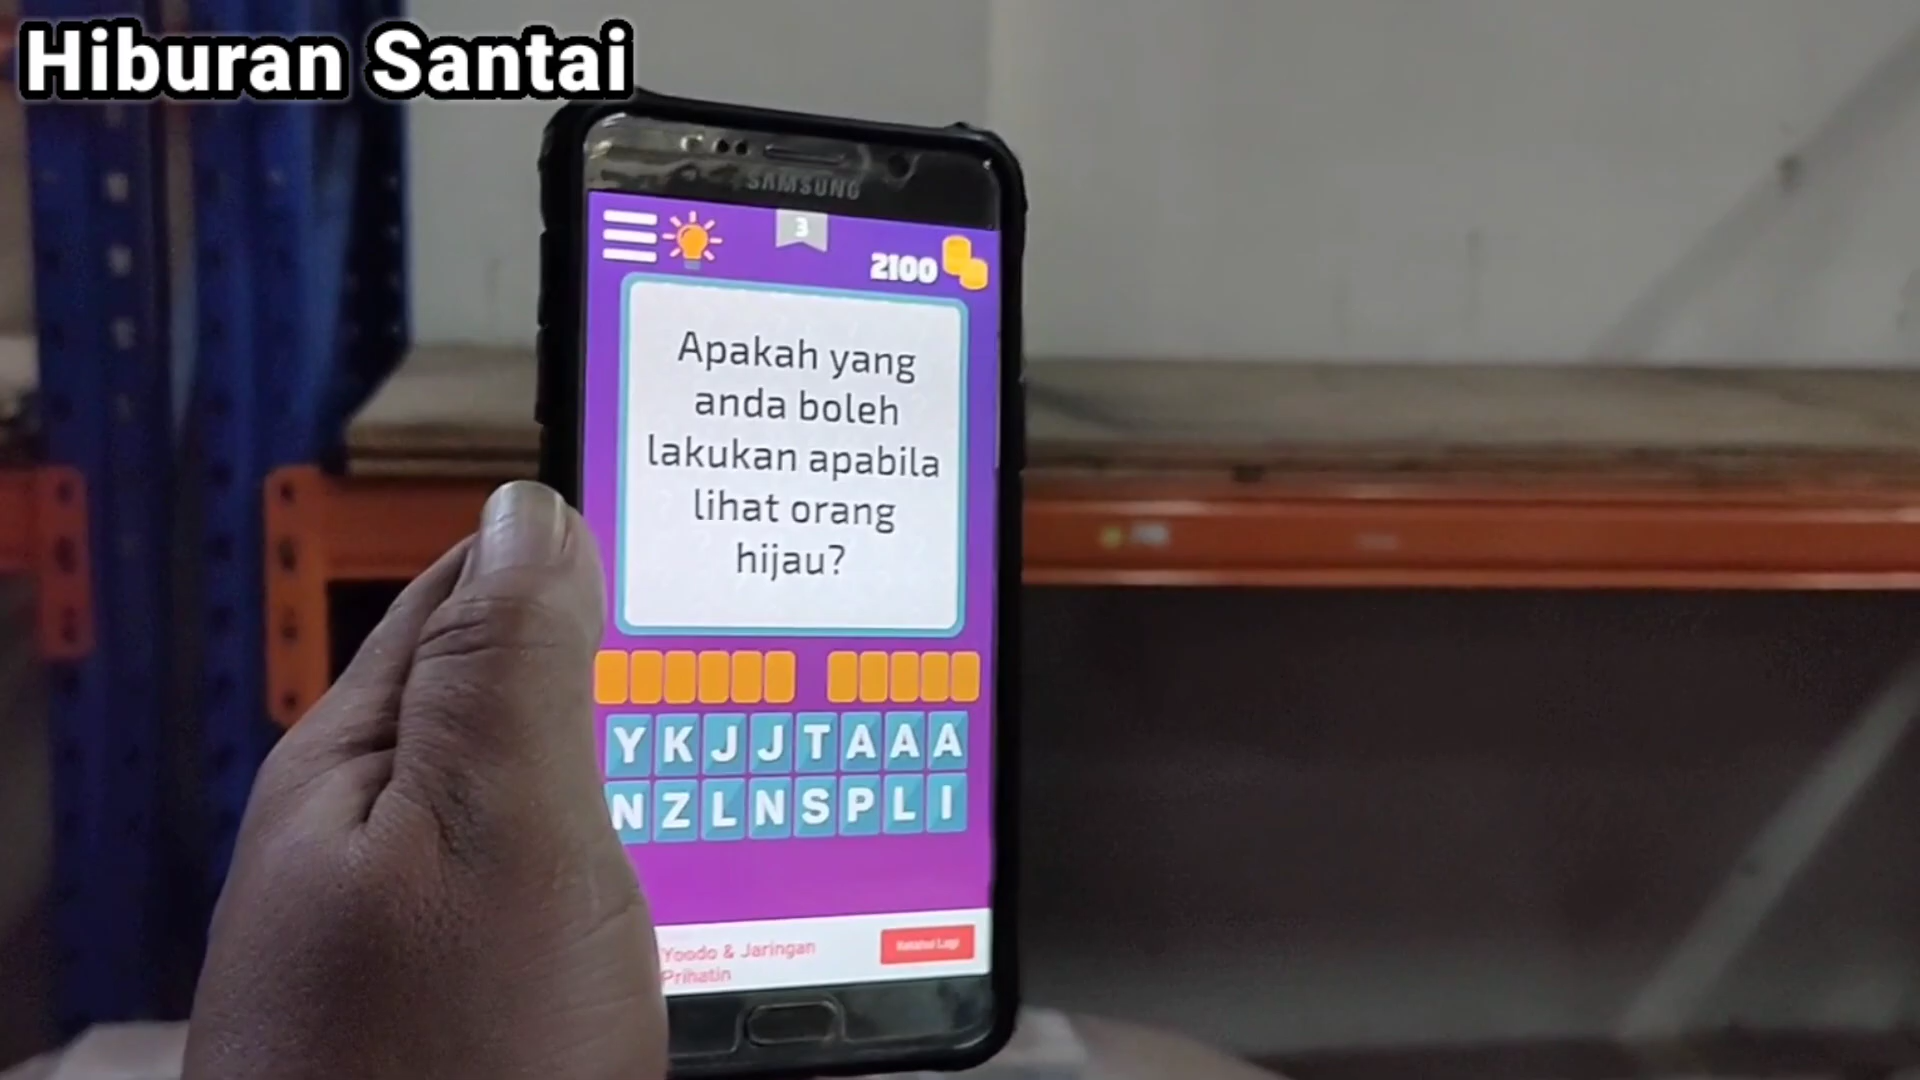 Hiburan Santai
SAMSUNG
3
2100
Apakah yang
anda boleh
lakukan apabila
lihat orang
hijau?
Y K J J T A A A
N Z L N S P L I
Yoodo & Jaringan
Prihatin